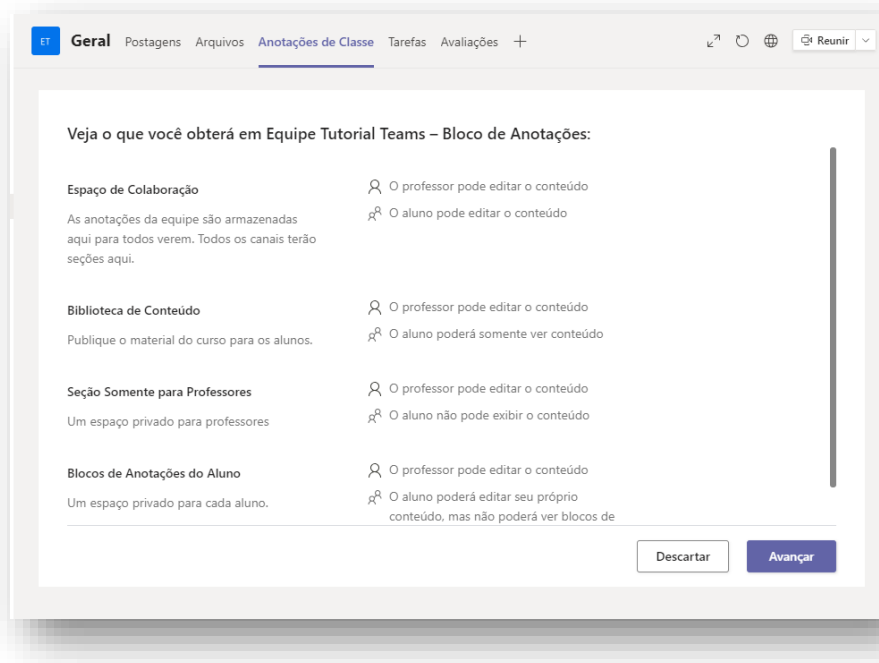 ET Geral Postagens Arquivos Anotações de Classe Tarefas Avaliações Reunir
Veja o que você obterá em Equipe Tutorial Teams – Bloco de Anotações:
Espaço de Colaboração
As anotações da equipe são armazenadas
aqui para todos verem. Todos os canais terão
seções aqui.
O professor pode editar o conteúdo
O aluno pode editar o conteúdo
Biblioteca de Conteúdo
Publique o material do curso para os alunos.
O professor pode editar o conteúdo
O aluno poderá somente ver conteúdo
Seção Somente para Professores
Um espaço privado para professores
O professor pode editar o conteúdo
O aluno não pode exibir o conteúdo
Blocos de Anotações do Aluno
Um espaço privado para cada aluno.
O professor pode editar o conteúdo
O aluno poderá editar seu próprio
conteúdo, mas não poderá ver blocos de
Descartar Avançar